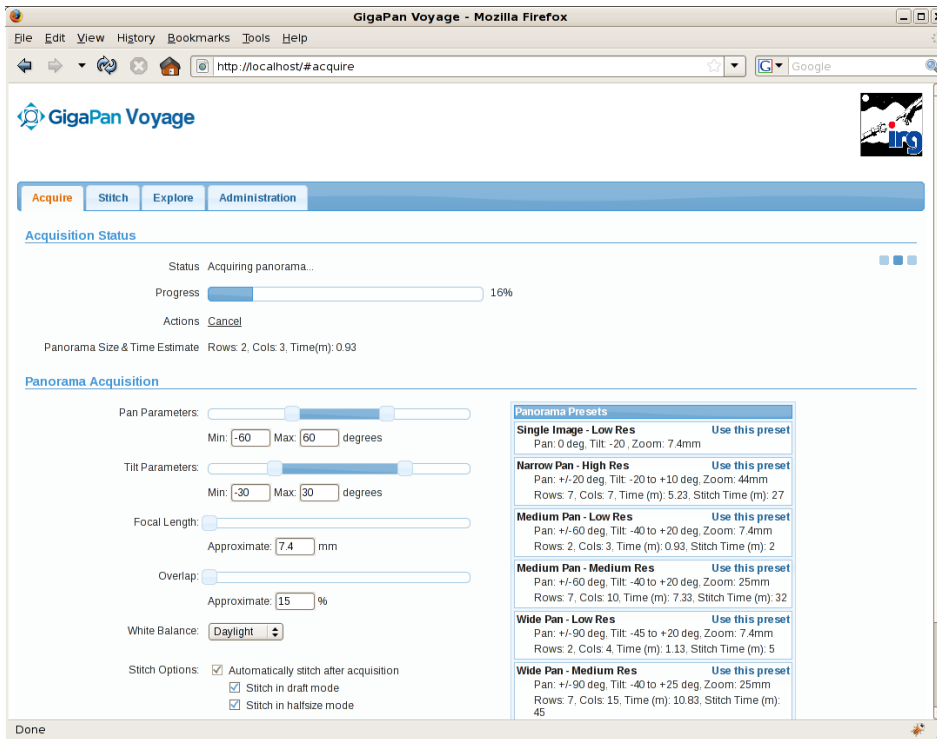 GigaPan Voyage - Mozilla Firefox
File Edit View History Bookmarks Tools Help
http://localhost/#acquire
G Google
GigaPan Voyage
irg
Acquire Stitch Explore Administration
Acquisition Status
Status Acquiring panorama...
Progress 16%
Actions Cancel
Panorama Size & Time Estimate Rows: 2, Cols: 3, Time(m): 0.93
Panorama Acquisition
Pan Parameters:
Min: -60 Max: 60 degrees
Tilt Parameters:
Min: -30 Max: 30 degrees
Focal Length:
Approximate: 7.4 mm
Overlap:
Approximate: 15 %
White Balance: Daylight
Stitch Options: Automatically stitch after acquisition
Stitch in draft mode
Stitch in halfsize mode
Panorama Presets
Single Image - Low Res Use this preset
Pan: 0 deg, Tilt: -20 , Zoom: 7.4mm
Narrow Pan - High Res Use this preset
Pan: +/-20 deg, Tilt: -20 to +10 deg, Zoom: 44mm
Rows: 7, Cols: 7, Time (m): 5.23, Stitch Time (m): 27
Medium Pan - Low Res Use this preset
Pan: +/-60 deg, Tilt: -40 to +20 deg, Zoom: 7.4mm
Rows: 2, Cols: 3, Time (m): 0.93, Stitch Time (m): 2
Medium Pan - Medium Res Use this preset
Pan: +/-60 deg, Tilt: -40 to +20 deg, Zoom: 25mm
Rows: 7, Cols: 10, Time (m): 7.33, Stitch Time (m): 32
Wide Pan - Low Res Use this preset
Pan: +/-90 deg, Tilt: -45 to +20 deg, Zoom: 7.4mm
Rows: 2, Cols: 4, Time (m): 1.13, Stitch Time (m): 5
Wide Pan - Medium Res Use this preset
Pan: +/-90 deg, Tilt: -40 to +25 deg, Zoom: 25mm
Rows: 7, Cols: 15, Time (m): 10.83, Stitch Time (m):
45
Done